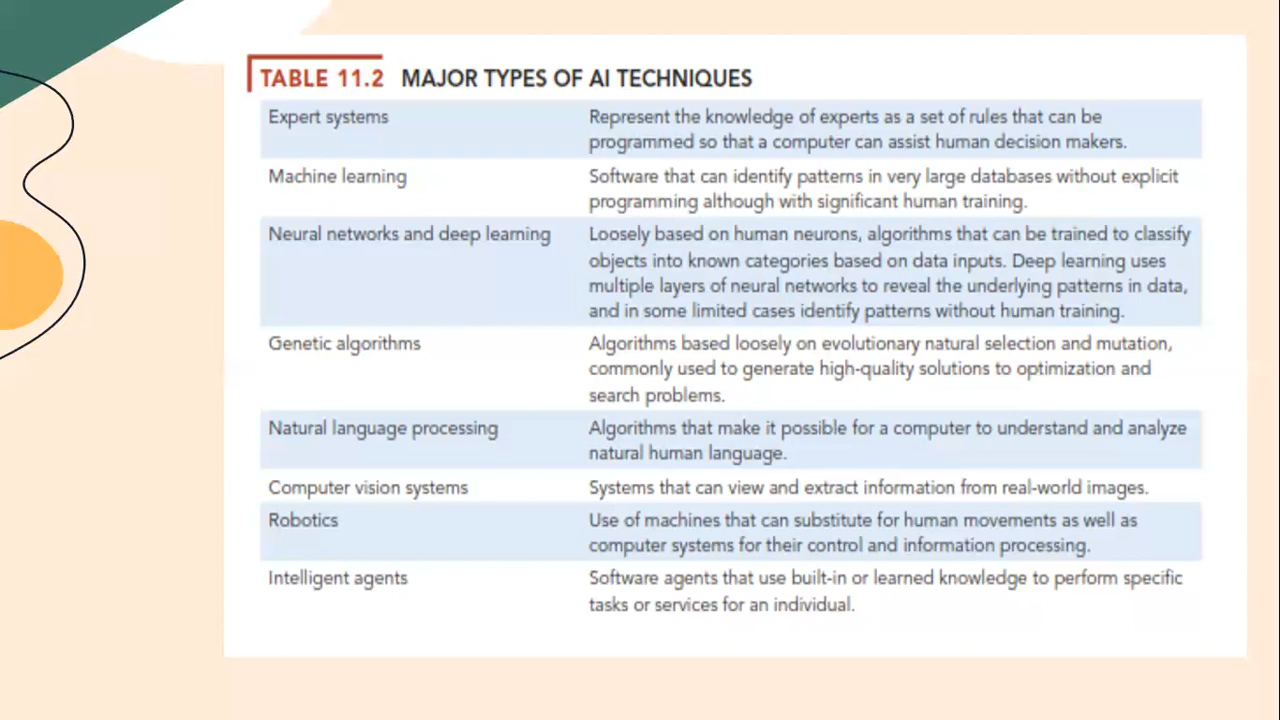 TABLE 11.2 MAJOR TYPES OF AI TECHNIQUES
Expert systems
Represent the knowledge of experts as a set of rules that can be
programmed so that a computer can assist human decision makers.
Machine learning
Software that can identify patterns in very large databases without explicit
programming although with significant human training.
Neural networks and deep learning
Loosely based on human neurons, algorithms that can be trained to classify
objects into known categories based on data inputs. Deep learning uses
multiple layers of neural networks to reveal the underlying patterns in data,
and in some limited cases identify patterns without human training.
Genetic algorithms
Algorithms based loosely on evolutionary natural selection and mutation,
commonly used to generate high-quality solutions to optimization and
search problems.
Natural language processing
Algorithms that make it possible for a computer to understand and analyze
natural human language.
Computer vision systems
Systems that can view and extract information from real-world images.
Robotics
Use of machines that can substitute for human movements as well as
computer systems for their control and information processing.
Intelligent agents
Software agents that use built-in or learned knowledge to perform specific
tasks or services for an individual.